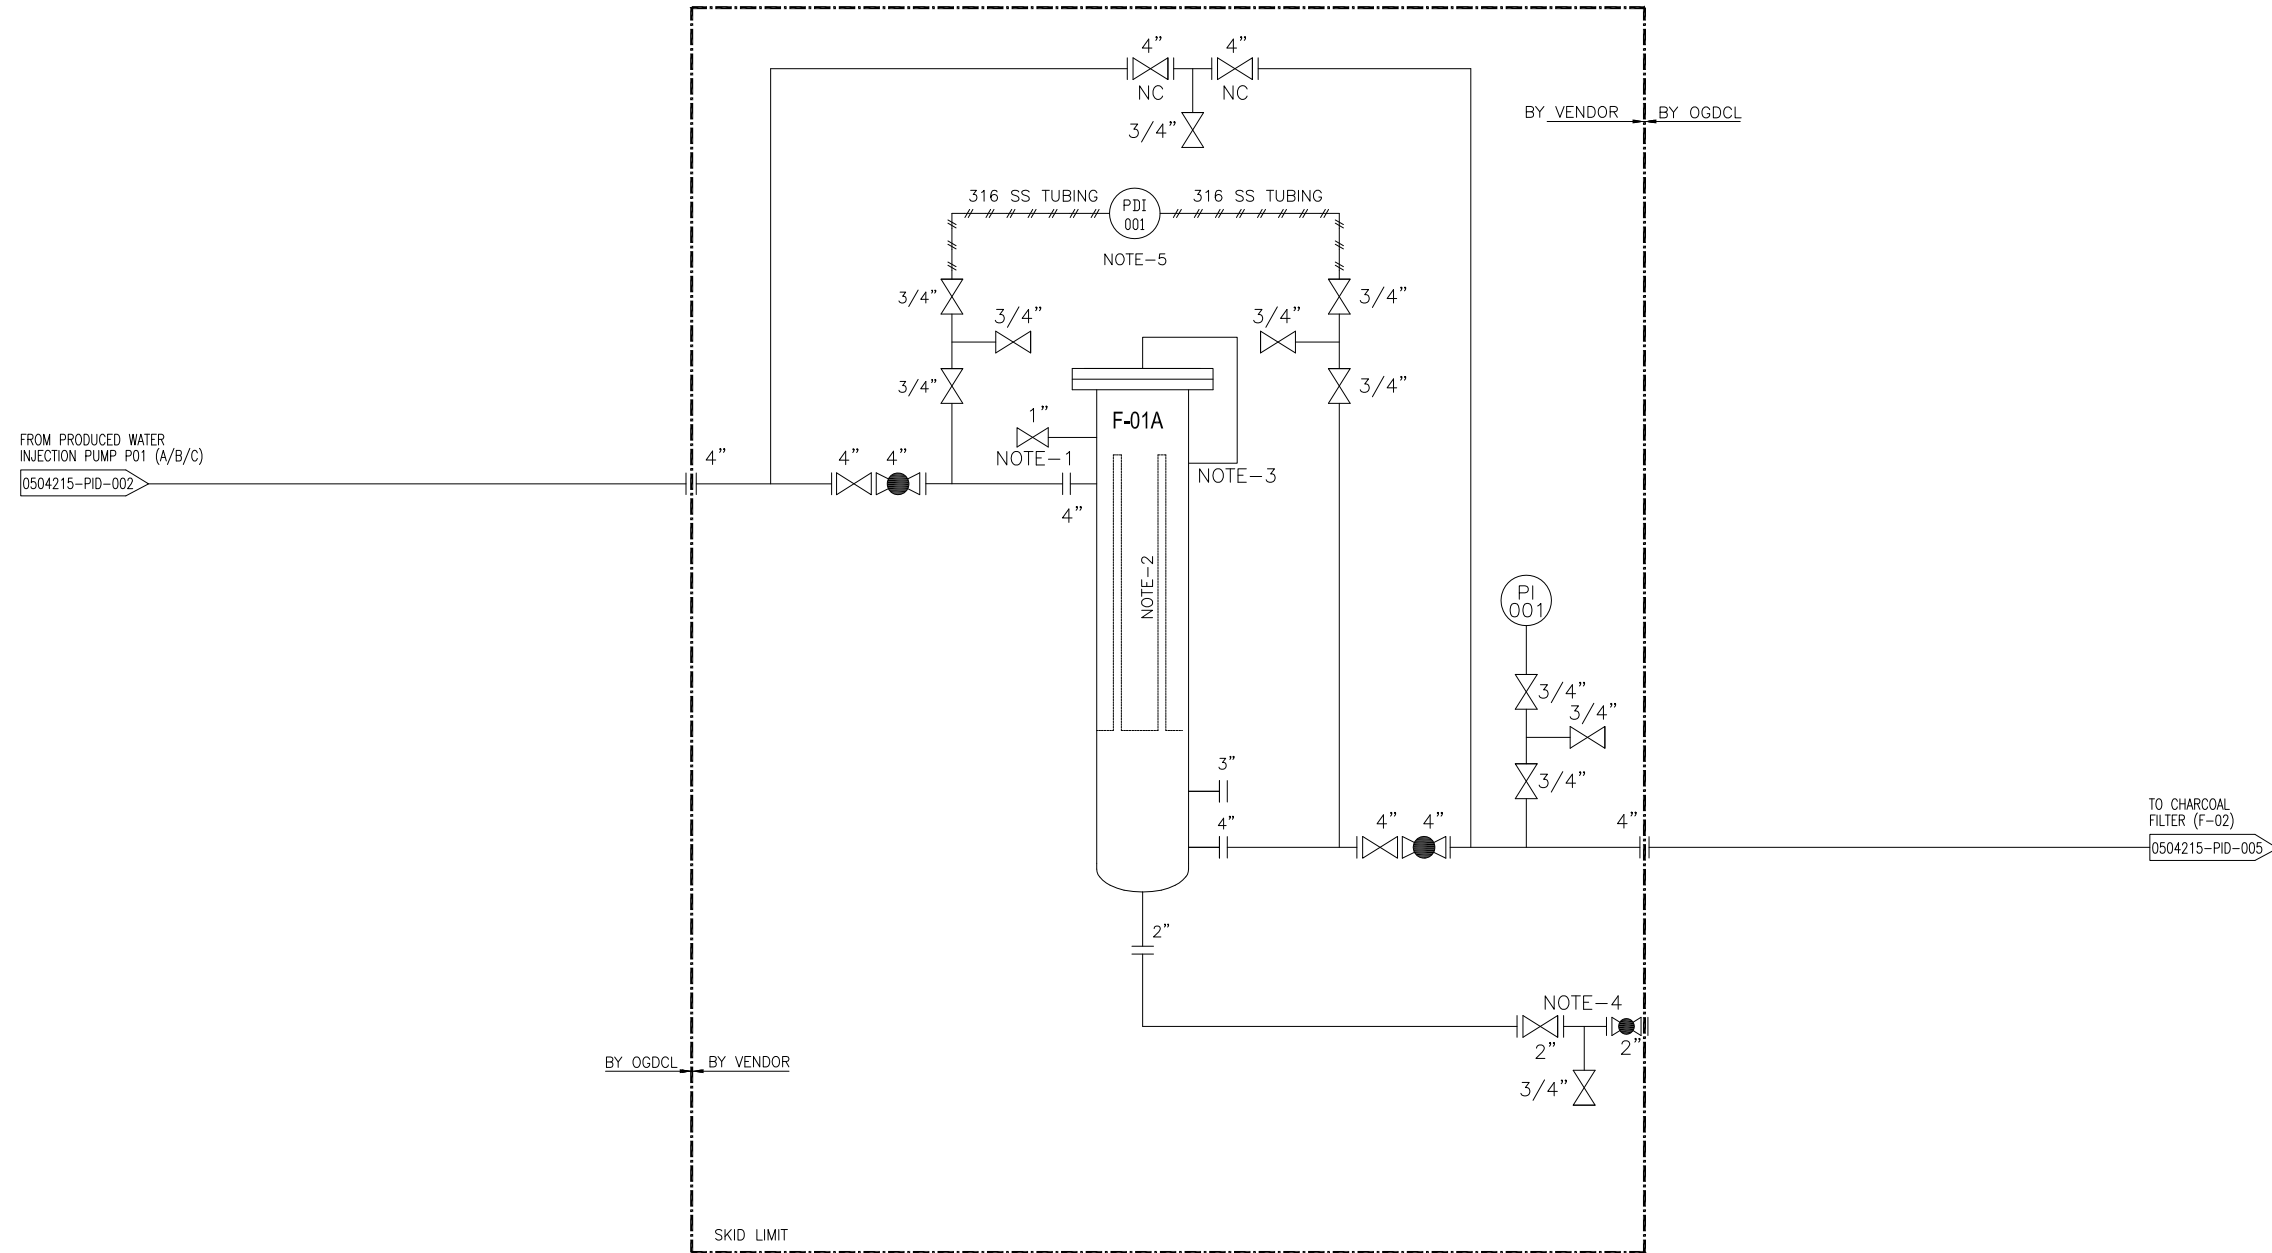 4” 4”
NC NC
3/4”
BY VENDOR BY OGDCL
316 SS TUBING 316 SS TUBING
PDI
001
NOTE-5
3/4” 3/4”
3/4” 3/4”
3/4” 3/4”
1”
F-01A
NOTE-1
NOTE-3
FROM PRODUCED WATER
INJECTION PUMP P01 (A/B/C)
0504215-PID-002
4” 4” 4”
4”
NOTE-2
PI
001
3/4”
3/4”
3/4”
3”
4” 4” 4” 4”
TO CHARCOAL
FILTER (F-02)
0504215-PID-005
2”
NOTE-4
2” 2”
3/4”
BY OGDCL BY VENDOR
SKID LIMIT